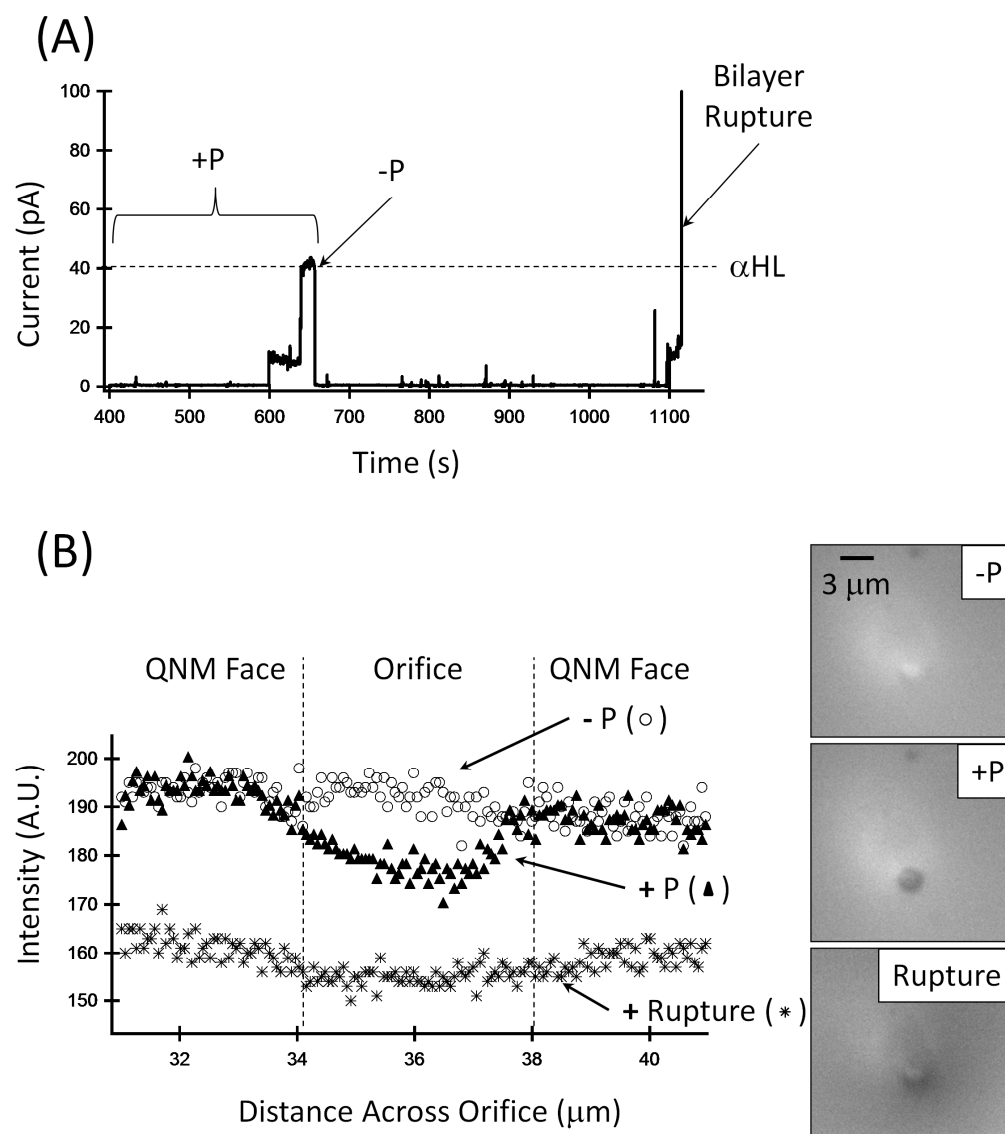 (A)
Bilayer
Rupture
+P
-P
αHL
Current (pA)
100
80
60
40
20
0
400
500
600
700
800
900
1000
1100
Time (s)
(B)
-P
3 μm
QNM Face
Orifice
QNM Face
- P (○)
+P
+ P (▲)
Rupture
+ Rupture (✳)
Intensity (A.U.)
200
190
180
170
160
150
32
34
36
38
40
Distance Across Orifice (μm)